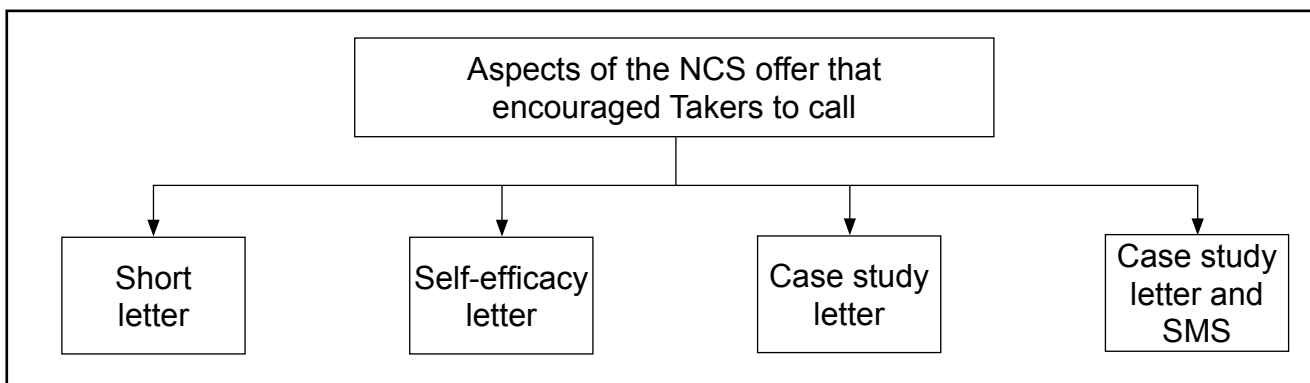 Aspects of the NCS offer that
encouraged Takers to call
Short
letter
Self-efficacy
letter
Case study
letter
Case study
letter and
SMS